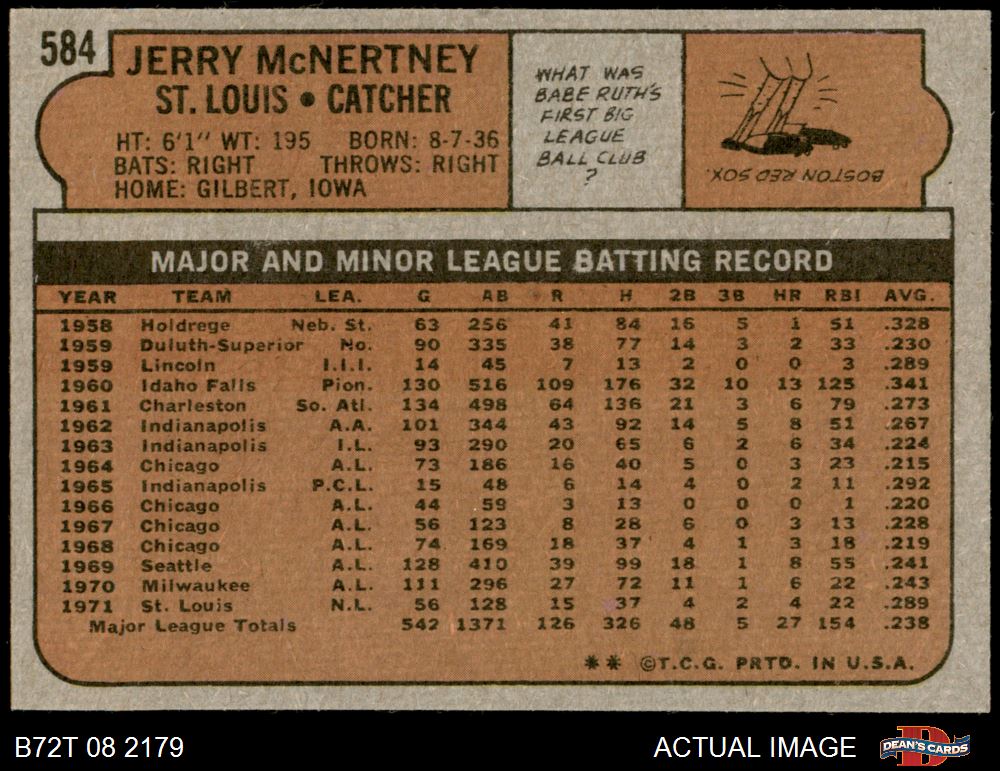 584
JERRY McNERTNEY
ST. LOUIS • CATCHER
HT: 6'1" WT: 195 BORN: 8-7-36
BATS: RIGHT THROWS: RIGHT
HOME: GILBERT, IOWA
WHAT WAS
BABE RUTH'S
FIRST BIG
LEAGUE
BALL CLUB
?
BOSTON RED SOX.
MAJOR AND MINOR LEAGUE BATTING RECORD
YEAR TEAM LEA. G AB R H 2B 3B HR RBI AVG.
1958 Holdrege Neb. St. 63 256 41 84 16 5 1 51 .328
1959 Duluth-Superior No. 90 335 38 77 14 3 2 33 .230
1959 Lincoln I.I.I. 14 45 7 13 2 0 0 3 .289
1960 Idaho Falls Pion. 130 516 109 176 32 10 13 125 .341
1961 Charleston So. Atl. 134 498 64 136 21 3 6 79 .273
1962 Indianapolis A.A. 101 344 43 92 14 5 8 51 .267
1963 Indianapolis I.L. 93 290 20 65 6 2 6 34 .224
1964 Chicago A.L. 73 186 16 40 5 0 3 23 .215
1965 Indianapolis P.C.L. 15 48 6 14 4 0 2 11 .292
1966 Chicago A.L. 44 59 3 13 0 0 0 1 .220
1967 Chicago A.L. 56 123 8 28 6 0 3 13 .228
1968 Chicago A.L. 74 169 18 37 4 1 3 18 .219
1969 Seattle A.L. 128 410 39 99 18 1 8 55 .241
1970 Milwaukee A.L. 111 296 27 72 11 1 6 22 .243
1971 St. Louis N.L. 56 128 15 37 4 2 4 22 .289
Major League Totals 542 1371 126 326 48 5 27 154 .238
** ©T.C.G. PRTD. IN U.S.A.
B72T 08 2179
ACTUAL IMAGE
DEAN'S CARDS